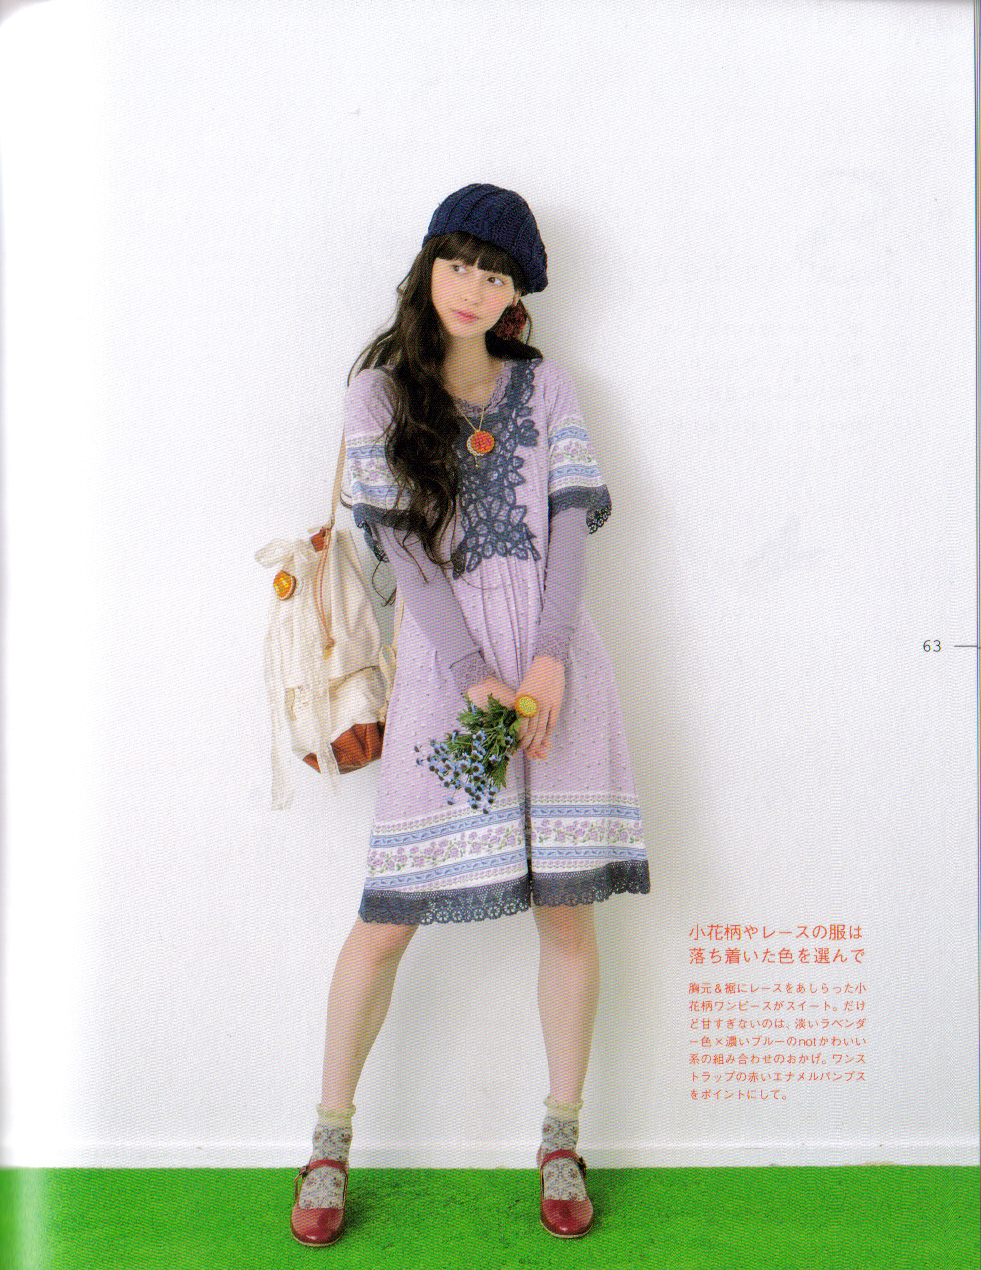 63
小花柄やレースの服は
落ち着いた色を選んで
胸元&裾にレースをあしらった小
花柄ワンピースがスイート。だけ
ど甘すぎないのは、淡いラベンダ
ー色×濃いブルーのnotかわいい
系の組み合わせのおかげ。ワンス
トラップの赤いエナメルパンプス
をポイントにして。